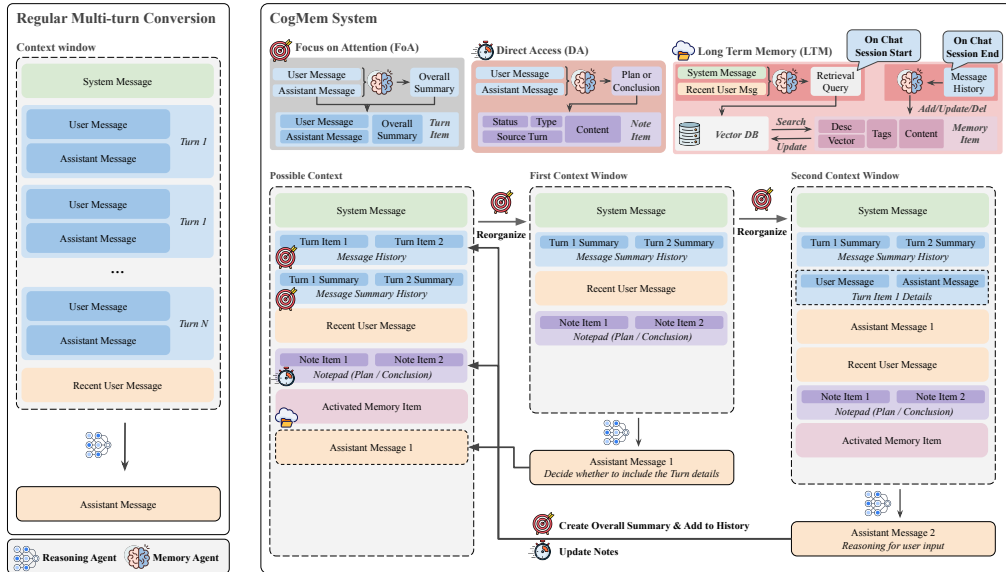 Regular Multi-turn Conversion
Context window
System Message
User Message
Assistant Message
Turn 1
User Message
Assistant Message
Turn 1
...
User Message
Assistant Message
Turn N
Recent User Message
Assistant Message
Reasoning Agent
Memory Agent
CogMem System
Focus on Attention (FoA)
User Message
Assistant Message
Overall
Summary
User Message
Assistant Message
Overall
Summary
Turn
Item
Direct Access (DA)
User Message
Assistant Message
Plan or
Conclusion
Status
Type
Source Turn
Content
Note
Item
Long Term Memory (LTM)
On Chat
Session Start
On Chat
Session End
System Message
Recent User Msg
Retrieval
Query
Message
History
Add/Update/Del
Vector DB
Search
Update
Desc
Vector
Tags
Content
Memory
Item
Possible Context
System Message
Turn Item 1
Turn Item 2
Message History
Turn 1 Summary
Turn 2 Summary
Message Summary History
Recent User Message
Note Item 1
Note Item 2
Notepad (Plan / Conclusion)
Activated Memory Item
Assistant Message 1
Reorganize
First Context Window
System Message
Turn 1 Summary
Turn 2 Summary
Message Summary History
Recent User Message
Note Item 1
Note Item 2
Notepad (Plan / Conclusion)
Assistant Message 1
Decide whether to include the Turn details
Reorganize
Second Context Window
System Message
Turn 1 Summary
Turn 2 Summary
Message Summary History
User Message
Assistant Message
Turn Item 1 Details
Assistant Message 1
Recent User Message
Note Item 1
Note Item 2
Notepad (Plan / Conclusion)
Activated Memory Item
Assistant Message 2
Reasoning for user input
Create Overall Summary & Add to History
Update Notes